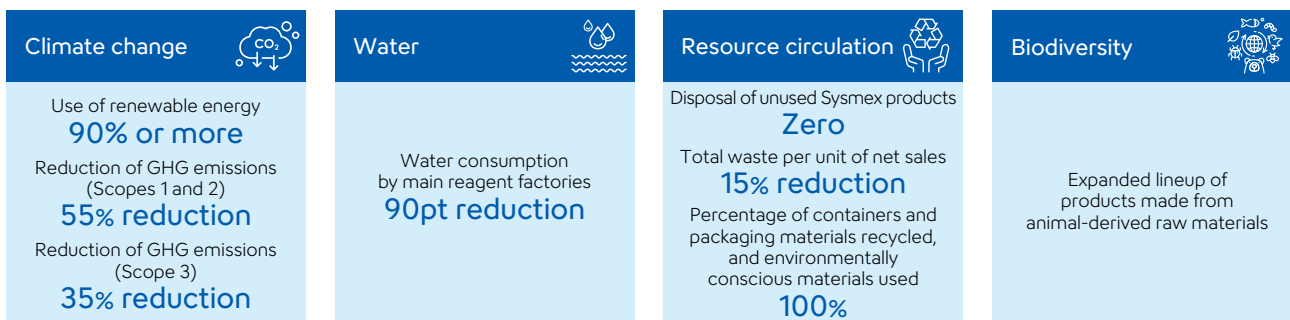 Climate change
CO₂
Use of renewable energy
90% or more
Reduction of GHG emissions
(Scopes 1 and 2)
55% reduction
Reduction of GHG emissions
(Scope 3)
35% reduction
Water
Water consumption
by main reagent factories
90pt reduction
Resource circulation
Disposal of unused Sysmex products
Zero
Total waste per unit of net sales
15% reduction
Percentage of containers and
packaging materials recycled,
and environmentally
conscious materials used
100%
Biodiversity
Expanded lineup of
products made from
animal-derived raw materials